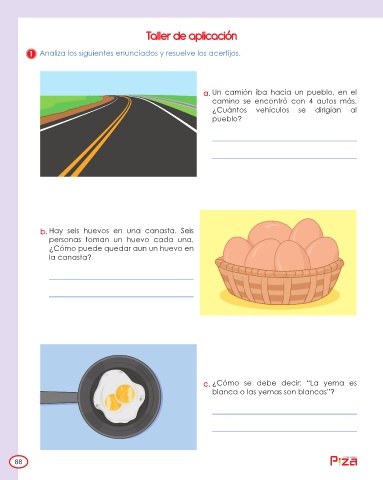 Taller de aplicación
1 Analiza los siguientes enunciados y resuelve los acertijos.
a. Un camión iba hacia un pueblo, en el
camino se encontró con 4 autos más.
¿Cuántos vehículos se dirigían al
pueblo?
b. Hay seis huevos en una canasta. Seis
personas toman un huevo cada una.
¿Cómo puede quedar aun un huevo en
la canasta?
c. ¿Cómo se debe decir: “La yema es
blanca o las yemas son blancas”?
88